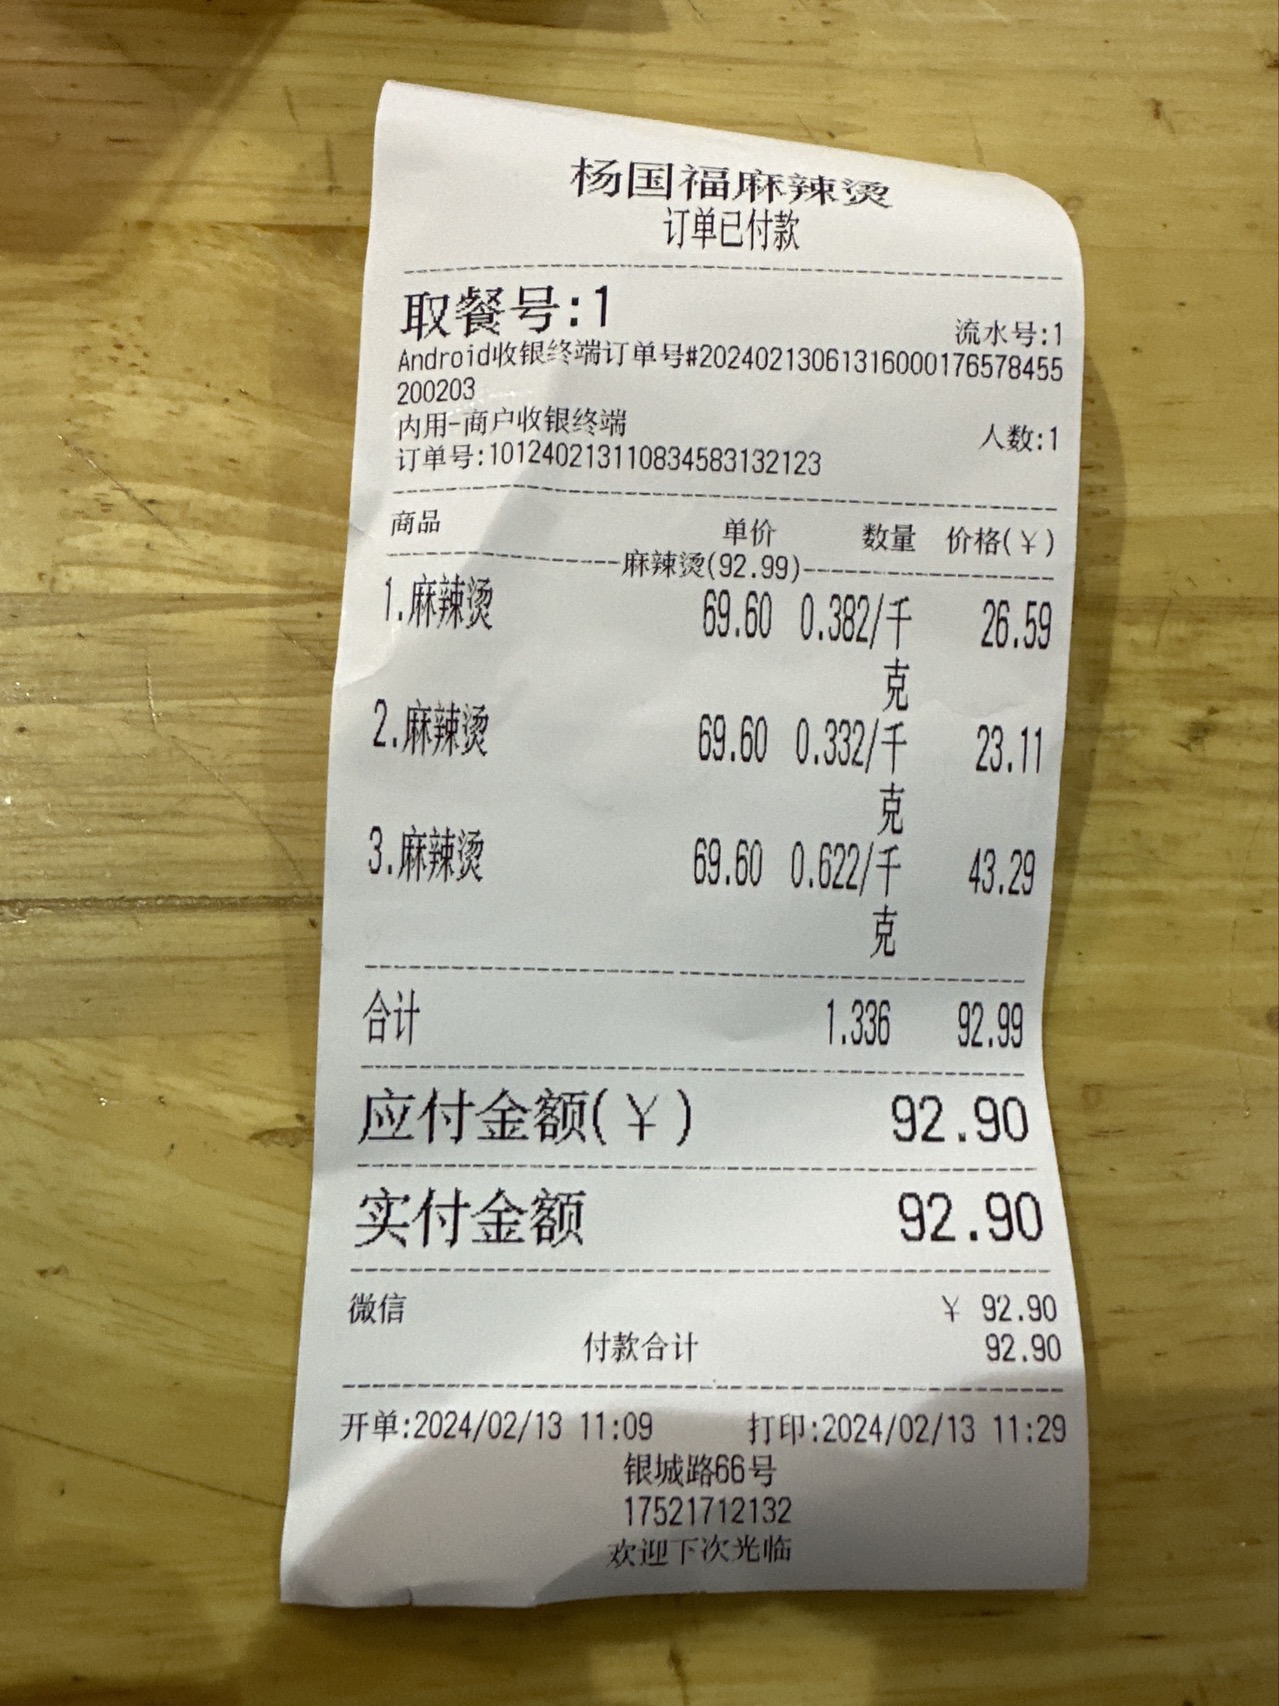 杨国福麻辣烫
订单已付款
取餐号:1
流水号:1
Android收银终端订单号#20240213061316000176578455
200203
内用-商户收银终端
人数:1
订单号:101240213110834583132123
商品 单价 数量 价格(￥)
麻辣烫(92.99)
1.麻辣烫 69.60 0.382/千 26.59
克
2.麻辣烫 69.60 0.332/千 23.11
克
3.麻辣烫 69.60 0.622/千 43.29
克
合计 1.336 92.99
应付金额(￥) 92.90
实付金额 92.90
微信 ￥ 92.90
付款合计 92.90
开单:2024/02/13 11:09 打印:2024/02/13 11:29
银城路66号
17521712132
欢迎下次光临